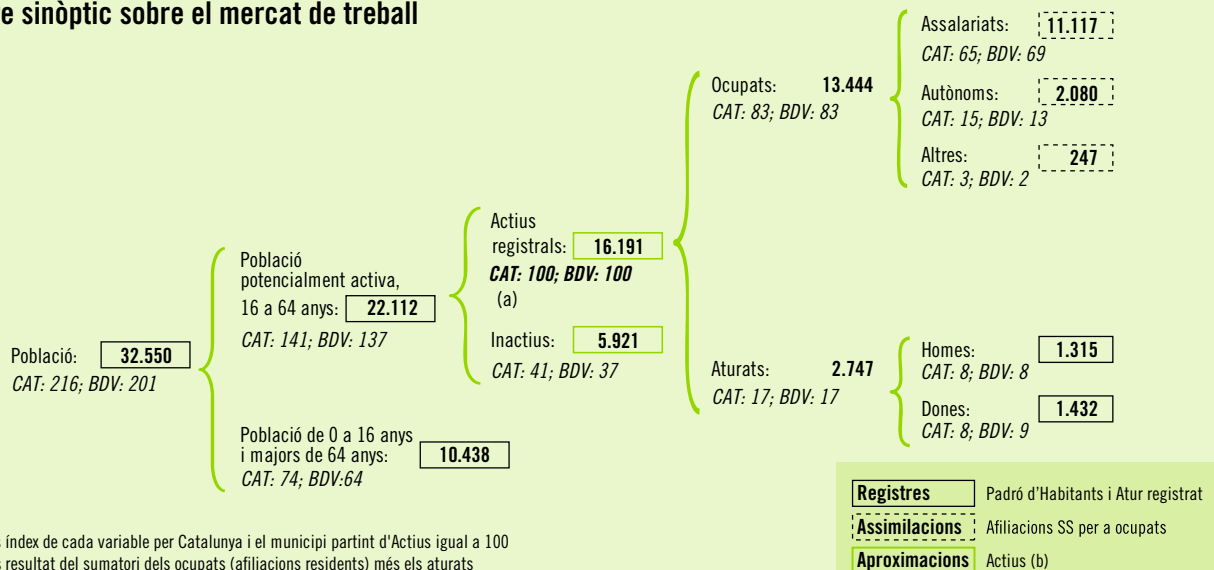 e sinòptic sobre el mercat de treball
Població: 32.550
CAT: 216; BDV: 201
Població
potencialment activa,
16 a 64 anys: 22.112
CAT: 141; BDV: 137
Població de 0 a 16 anys
i majors de 64 anys: 10.438
CAT: 74; BDV:64
Actius
registrals: 16.191
CAT: 100; BDV: 100
(a)
Inactius: 5.921
CAT: 41; BDV: 37
Ocupats: 13.444
CAT: 83; BDV: 83
Aturats: 2.747
CAT: 17; BDV: 17
Assalariats: 11.117
CAT: 65; BDV: 69
Autònoms: 2.080
CAT: 15; BDV: 13
Altres: 247
CAT: 3; BDV: 2
Homes: 1.315
CAT: 8; BDV: 8
Dones: 1.432
CAT: 8; BDV: 9
Registres Padró d'Habitants i Atur registrat
Assimilacions Afiliacions SS per a ocupats
Aproximacions Actius (b)
s índex de cada variable per Catalunya i el municipi partint d'Actius igual a 100
s resultat del sumatori dels ocupats (afiliacions residents) més els aturats